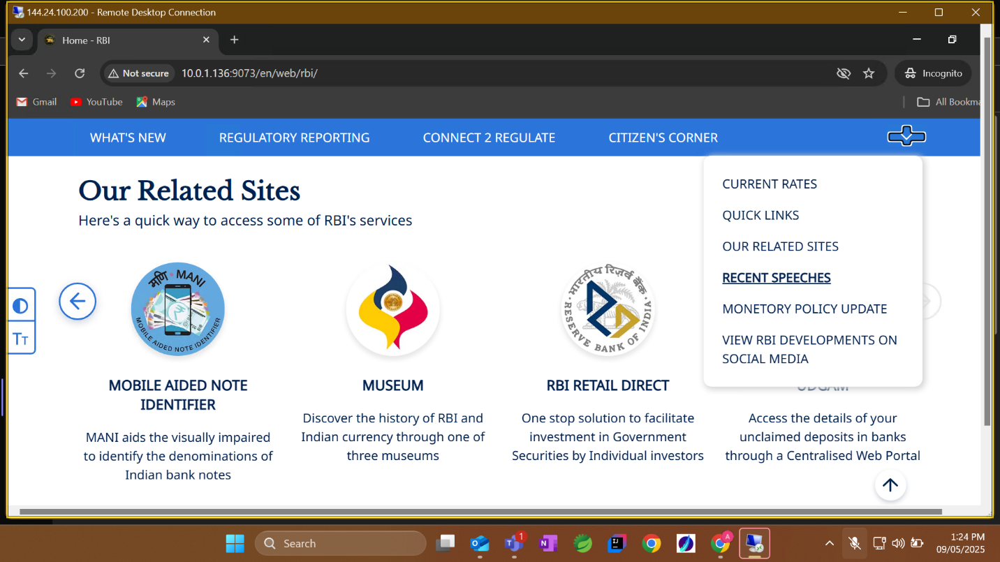 144.24.100.200 - Remote Desktop Connection
Home - RBI
Not secure
10.0.1.136:9073/en/web/rbi/
Incognito
Gmail
YouTube
Maps
All Bookma
WHAT'S NEW
REGULATORY REPORTING
CONNECT 2 REGULATE
CITIZEN'S CORNER
CURRENT RATES
QUICK LINKS
OUR RELATED SITES
RECENT SPEECHES
MONETORY POLICY UPDATE
VIEW RBI DEVELOPMENTS ON
SOCIAL MEDIA
Our Related Sites
Here's a quick way to access some of RBI's services
TT
मणि • MANI
MOBILE AIDED NOTE IDENTIFIER
भारतीय रिज़र्व बैंक
RESERVE BANK OF INDIA
MOBILE AIDED NOTE
IDENTIFIER
MANI aids the visually impaired
to identify the denominations of
Indian bank notes
MUSEUM
Discover the history of RBI and
Indian currency through one of
three museums
RBI RETAIL DIRECT
One stop solution to facilitate
investment in Government
Securities by Individual investors
UDGAM
Access the details of your
unclaimed deposits in banks
through a Centralised Web Portal
Search
1
A
1:24 PM
09/05/2025